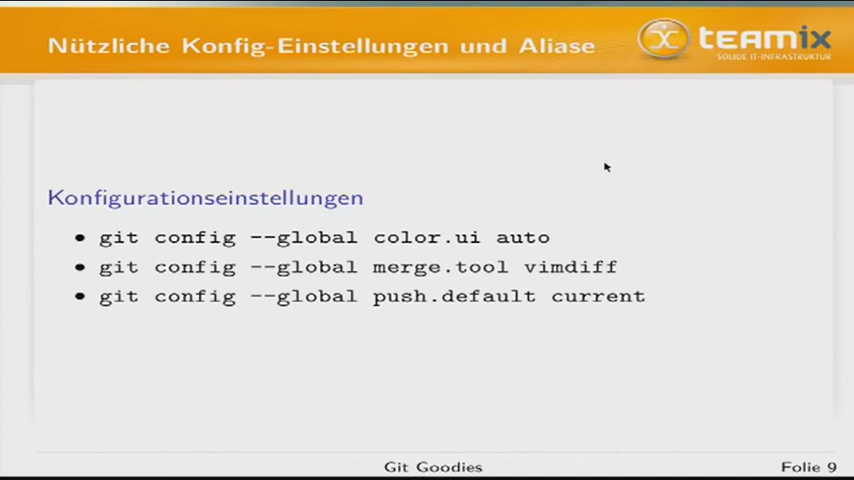 Nützliche Konfig-Einstellungen und Aliase
teamix
SOLIDE IT-INFRASTRUKTUR
Konfigurationseinstellungen
• git config --global color.ui auto
• git config --global merge.tool vimdiff
• git config --global push.default current
Git Goodies
Folie 9